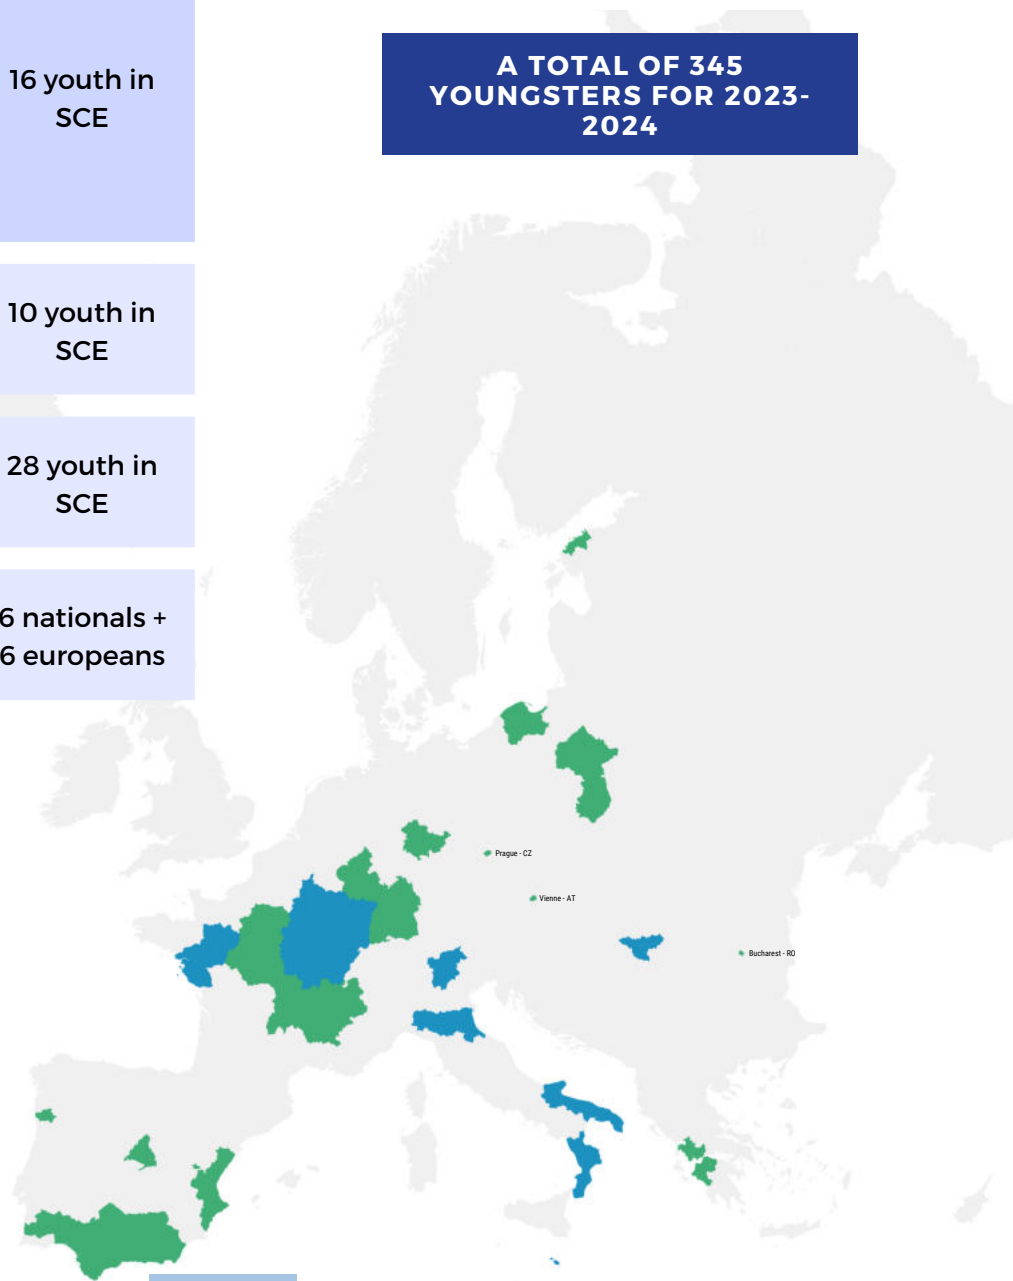 16 youth in
SCE
A TOTAL OF 345
YOUNGSTERS FOR 2023-
2024
10 youth in
SCE
28 youth in
SCE
6 nationals +
6 europeans
Prague - CZ
Vienne - AT
Bucharest - RO